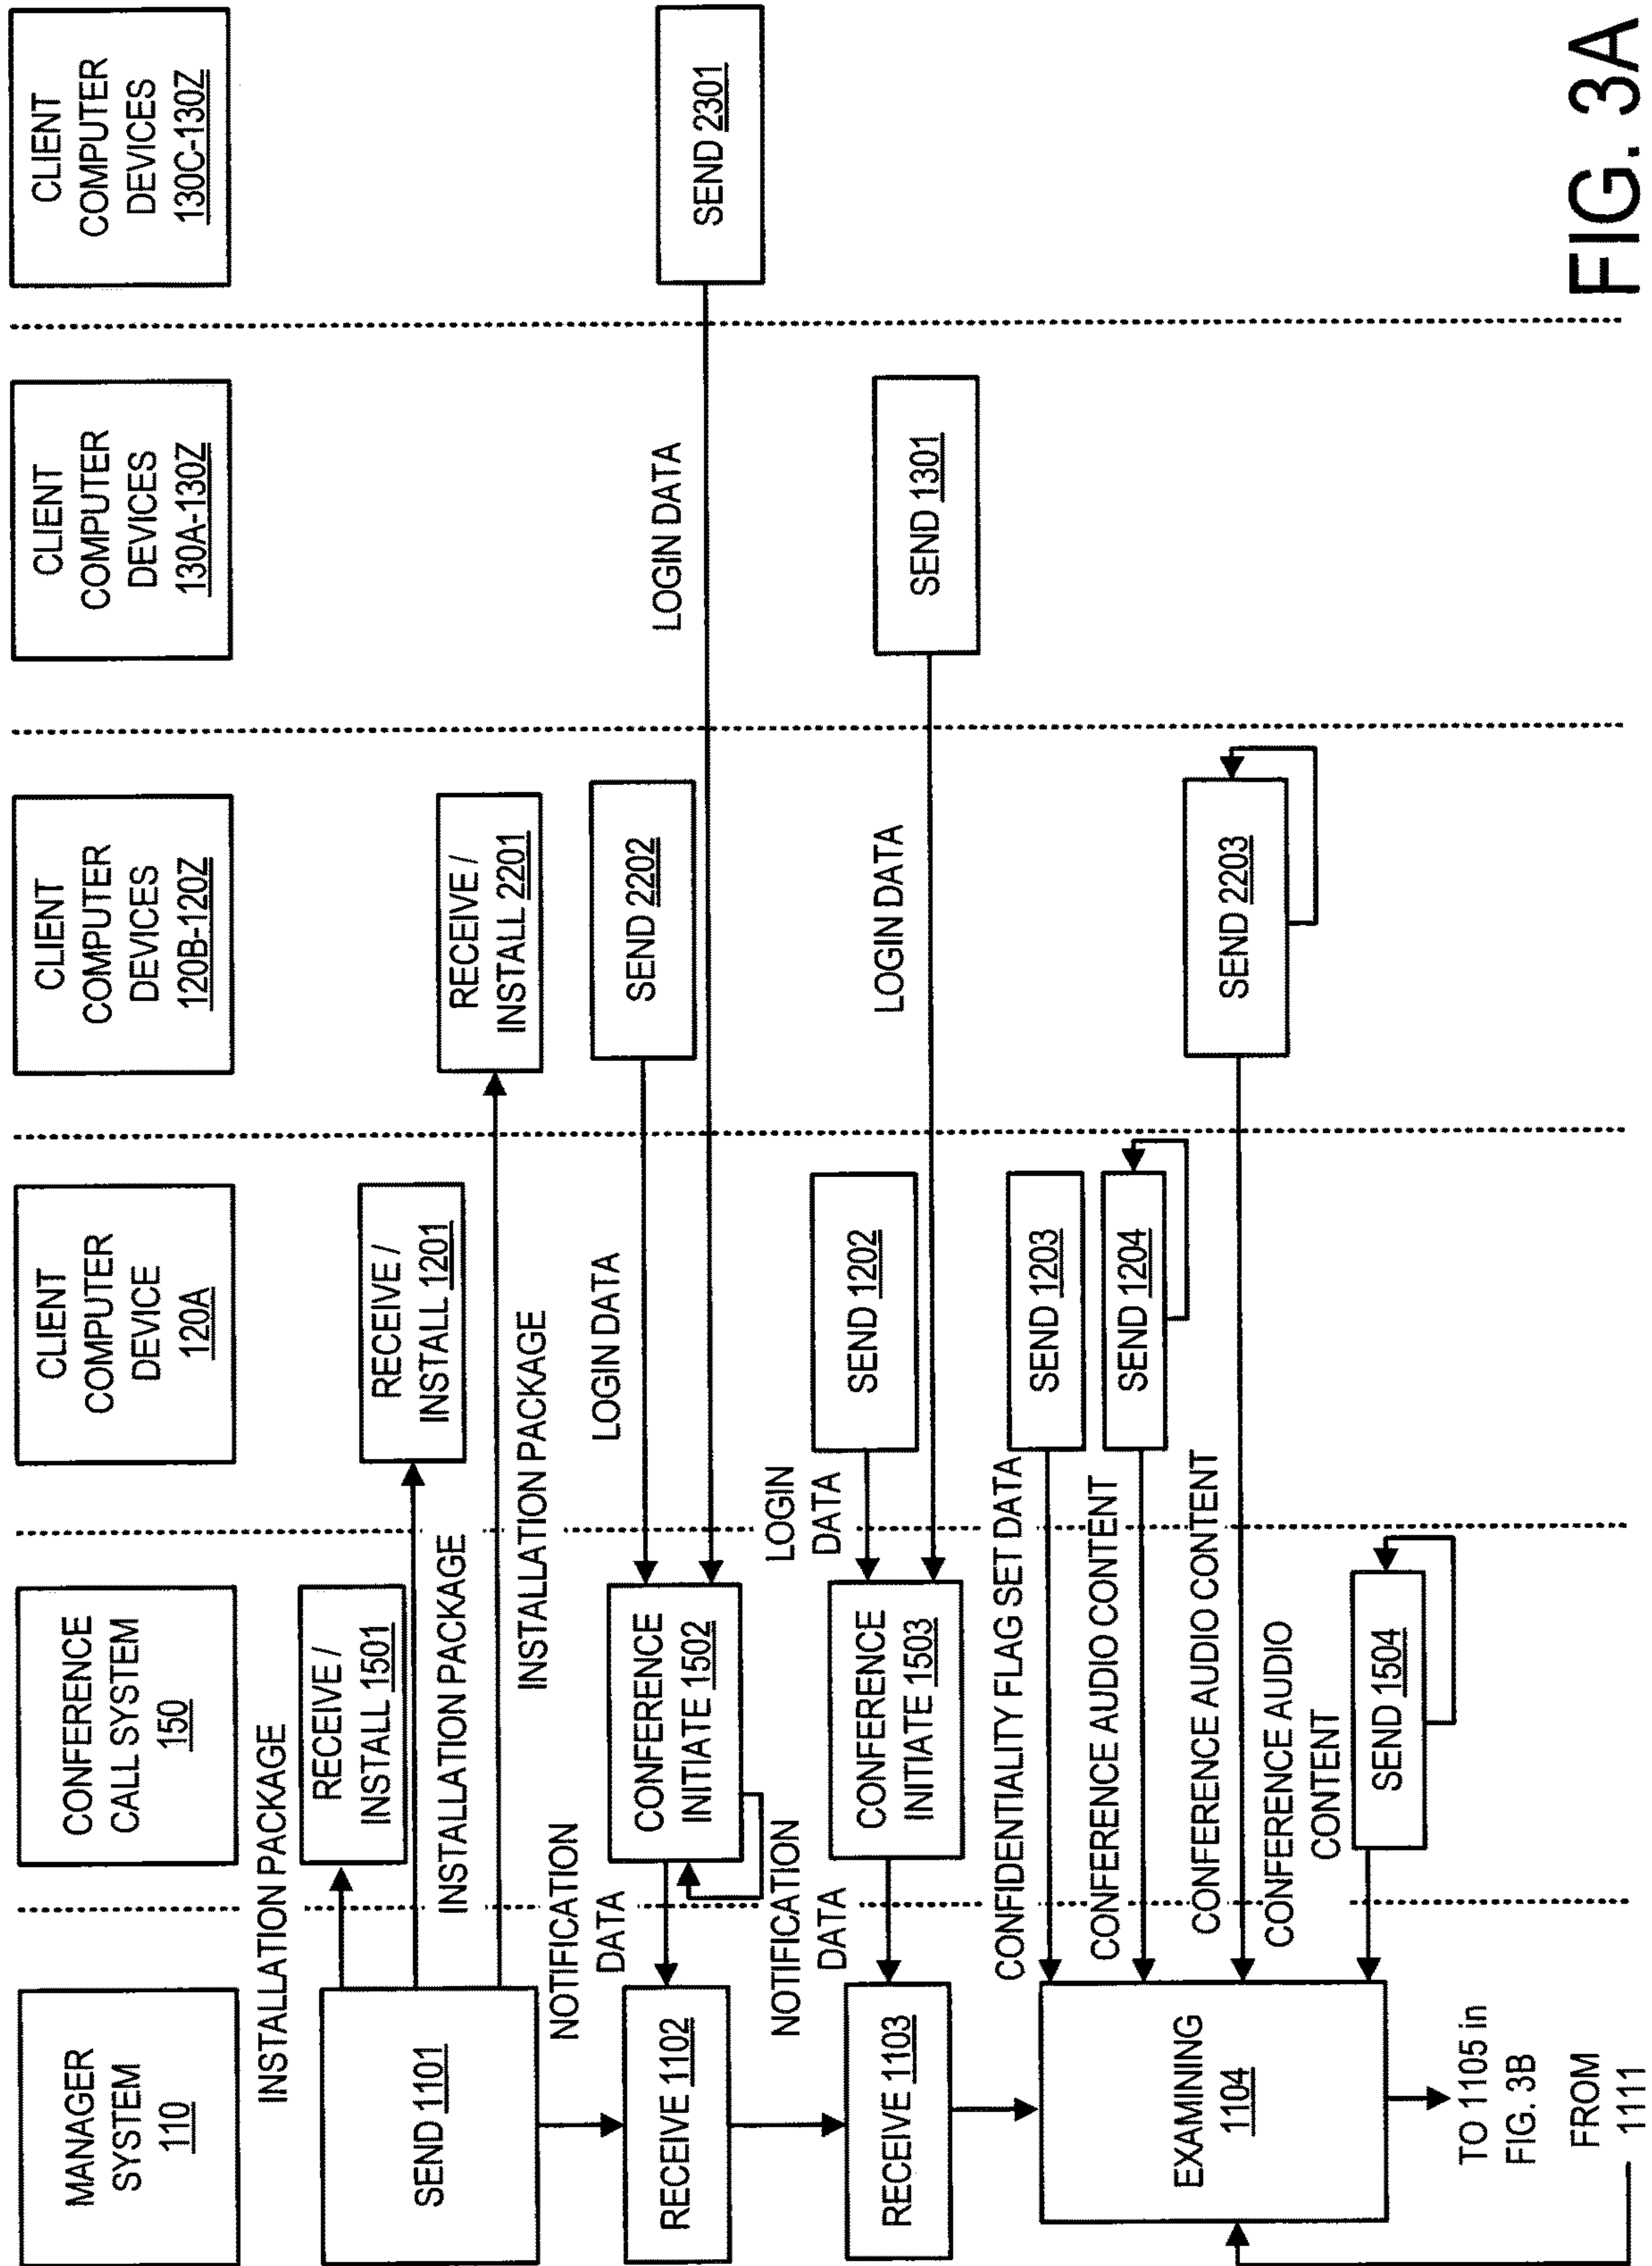 MANAGER
SYSTEM
110
CONFERENCE
CALL SYSTEM
150
CLIENT
COMPUTER
DEVICE
120A
CLIENT
COMPUTER
DEVICES
120B-120Z
CLIENT
COMPUTER
DEVICES
130A-130Z
CLIENT
COMPUTER
DEVICES
130C-130Z
INSTALLATION PACKAGE
SEND 1101
RECEIVE /
INSTALL 1501
INSTALLATION PACKAGE
RECEIVE /
INSTALL 1201
INSTALLATION PACKAGE
RECEIVE /
INSTALL 2201
NOTIFICATION
DATA
RECEIVE 1102
CONFERENCE
INITIATE 1502
LOGIN DATA
SEND 2202
LOGIN DATA
SEND 2301
NOTIFICATION
DATA
RECEIVE 1103
CONFERENCE
INITIATE 1503
LOGIN
DATA
SEND 1202
LOGIN DATA
SEND 1301
CONFIDENTIALITY FLAG SET DATA
SEND 1203
CONFERENCE AUDIO CONTENT
SEND 1204
CONFERENCE AUDIO CONTENT
SEND 2203
CONFERENCE AUDIO
CONTENT
SEND 1504
EXAMINING
1104
TO 1105 in
FIG. 3B
FROM
1111
FIG. 3A